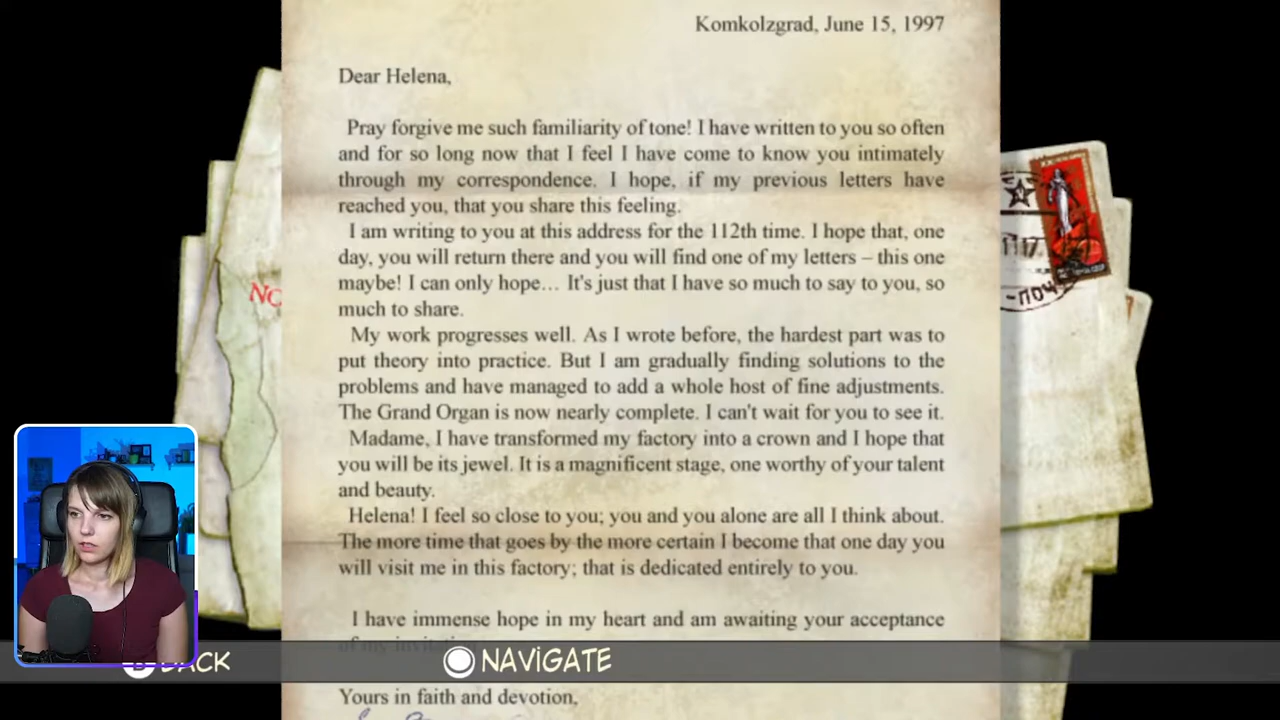 Komkolzgrad, June 15, 1997
Dear Helena,
Pray forgive me such familiarity of tone! I have written to you so often
and for so long now that I feel I have come to know you intimately
through my correspondence. I hope, if my previous letters have
reached you, that you share this feeling.
I am writing to you at this address for the 112th time. I hope that, one
day, you will return there and you will find one of my letters – this one
maybe! I can only hope… It's just that I have so much to say to you, so
much to share.
My work progresses well. As I wrote before, the hardest part was to
put theory into practice. But I am gradually finding solutions to the
problems and have managed to add a whole host of fine adjustments.
The Grand Organ is now nearly complete. I can't wait for you to see it.
Madame, I have transformed my factory into a crown and I hope that
you will be its jewel. It is a magnificent stage, one worthy of your talent
and beauty.
Helena! I feel so close to you; you and you alone are all I think about.
The more time that goes by the more certain I become that one day you
will visit me in this factory; that is dedicated entirely to you.
I have immense hope in my heart and am awaiting your acceptance
of my invitation
Yours in faith and devotion,
NO
BACK
NAVIGATE